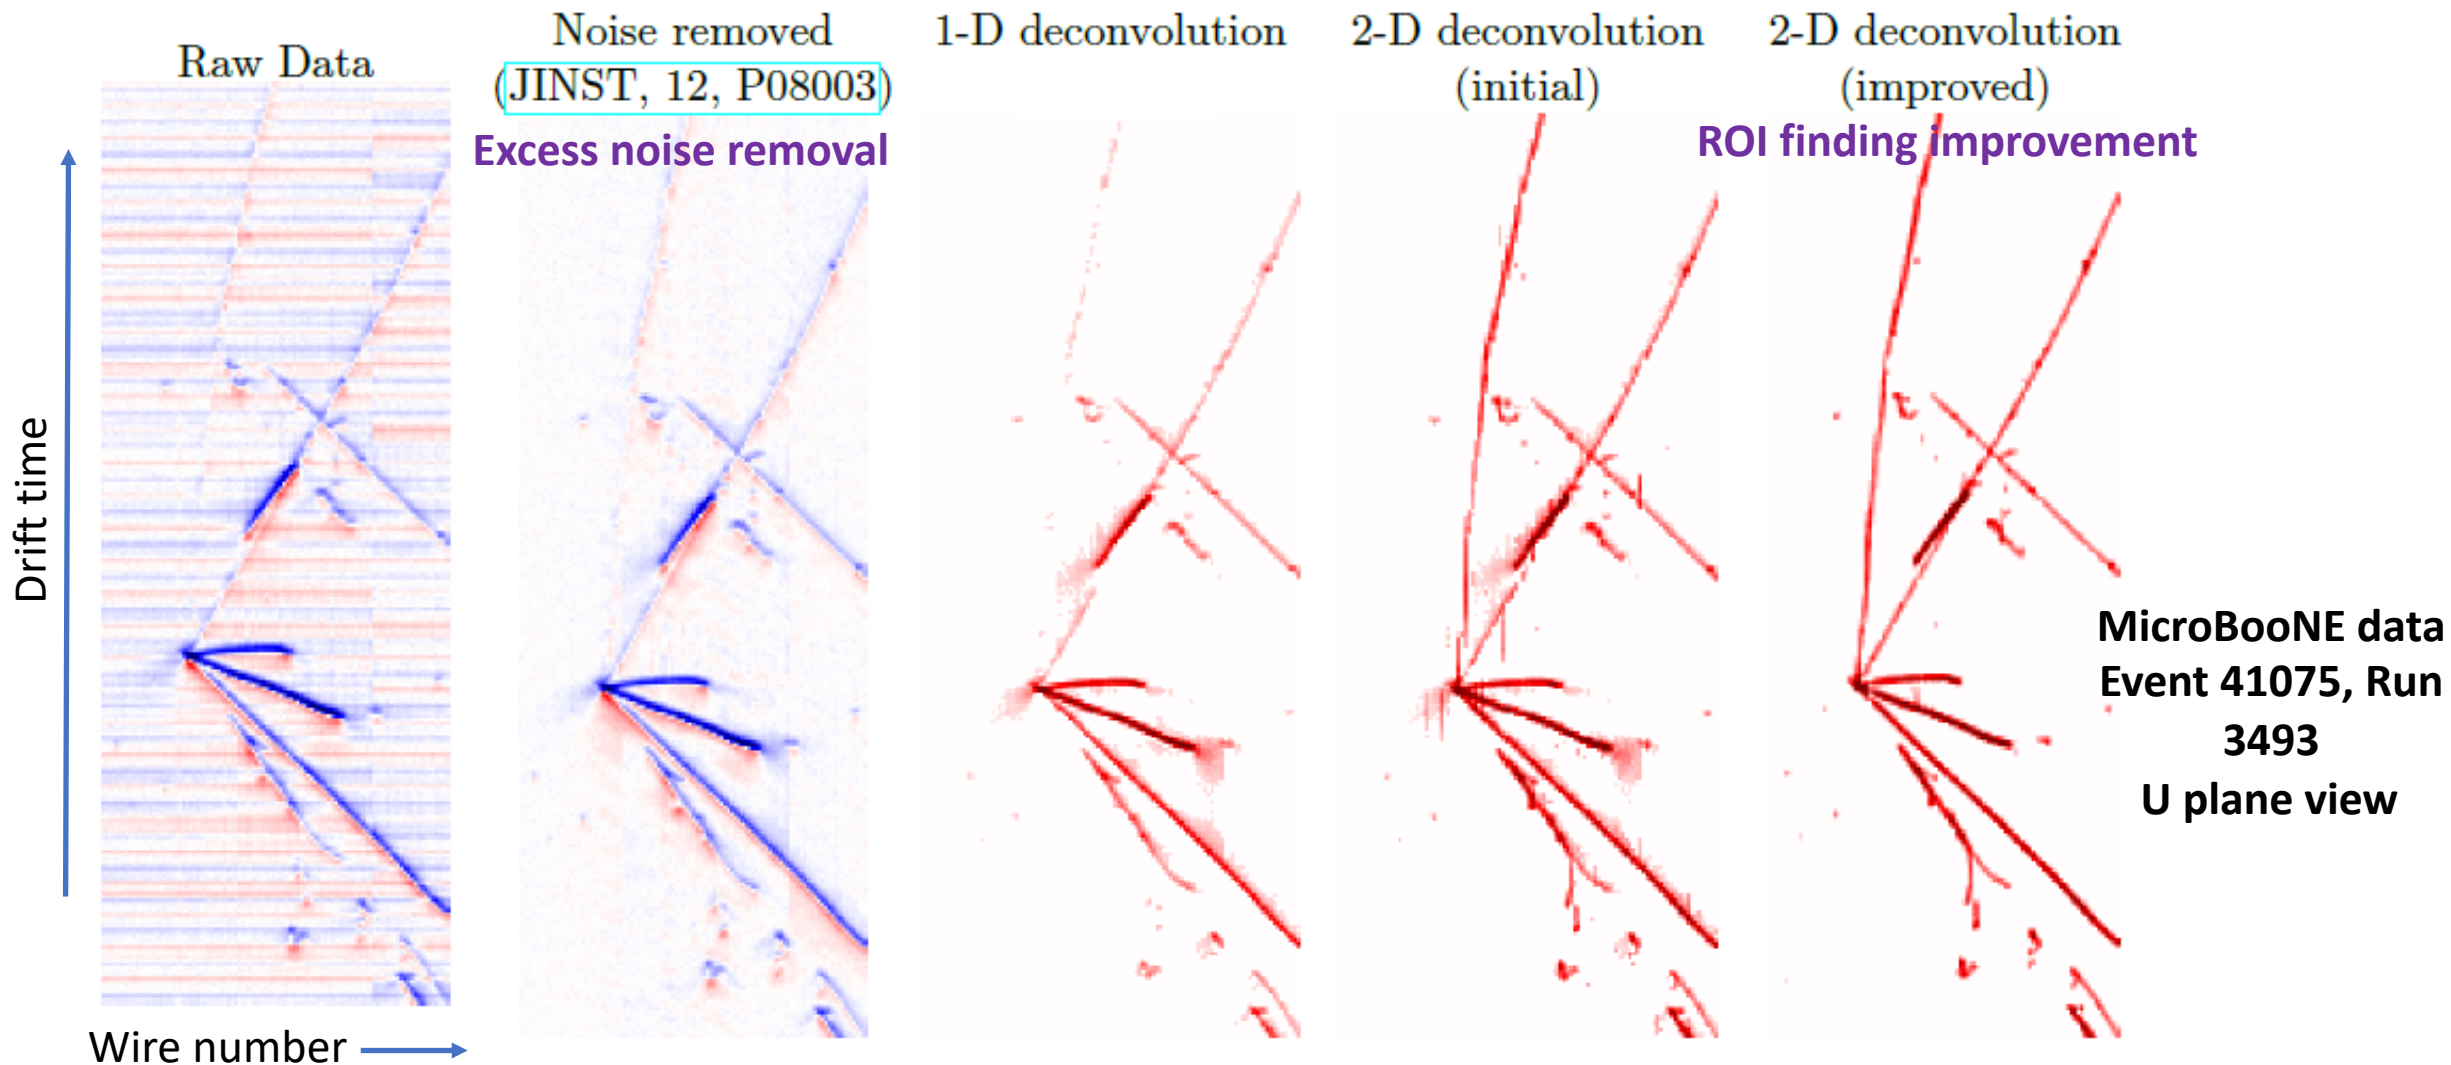 Raw Data
Noise removed
(JINST, 12, P08003)
Excess noise removal
1-D deconvolution
2-D deconvolution
(initial)
2-D deconvolution
(improved)
ROI finding improvement
Drift time
Wire number
MicroBooNE data
Event 41075, Run
3493
U plane view